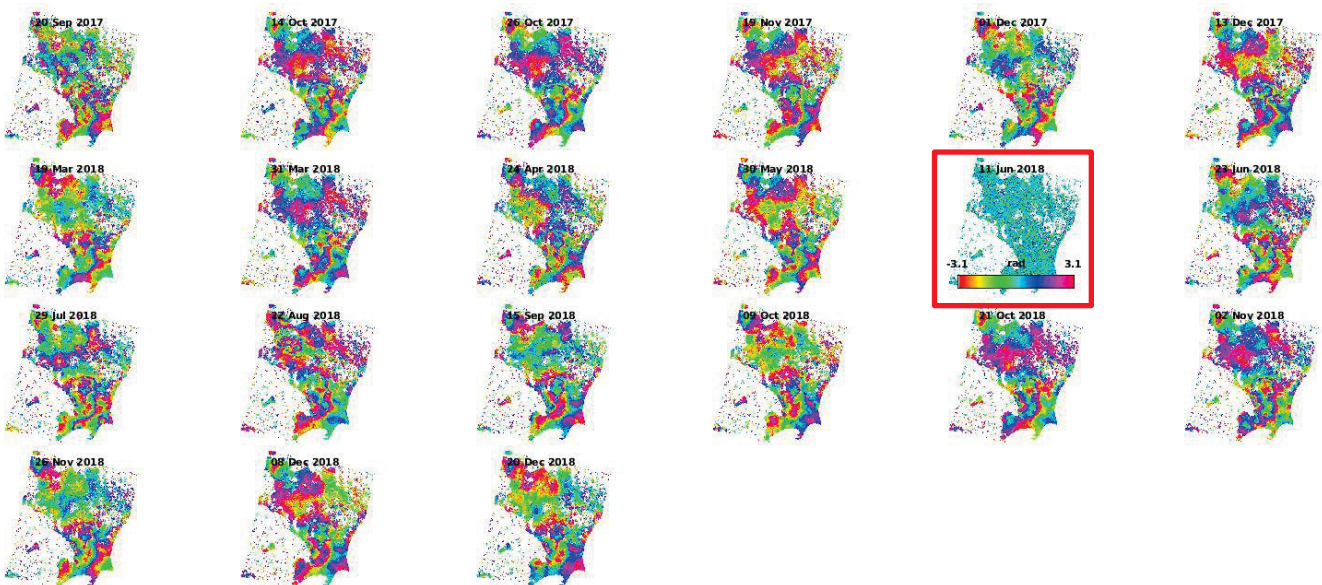 20 Sep 2017
14 Oct 2017
26 Oct 2017
19 Nov 2017
01 Dec 2017
13 Dec 2017
19 Mar 2018
31 Mar 2018
24 Apr 2018
30 May 2018
11 Jun 2018
23 Jun 2018
-3.1 rad 3.1
29 Jul 2018
22 Aug 2018
15 Sep 2018
09 Oct 2018
21 Oct 2018
02 Nov 2018
26 Nov 2018
08 Dec 2018
20 Dec 2018